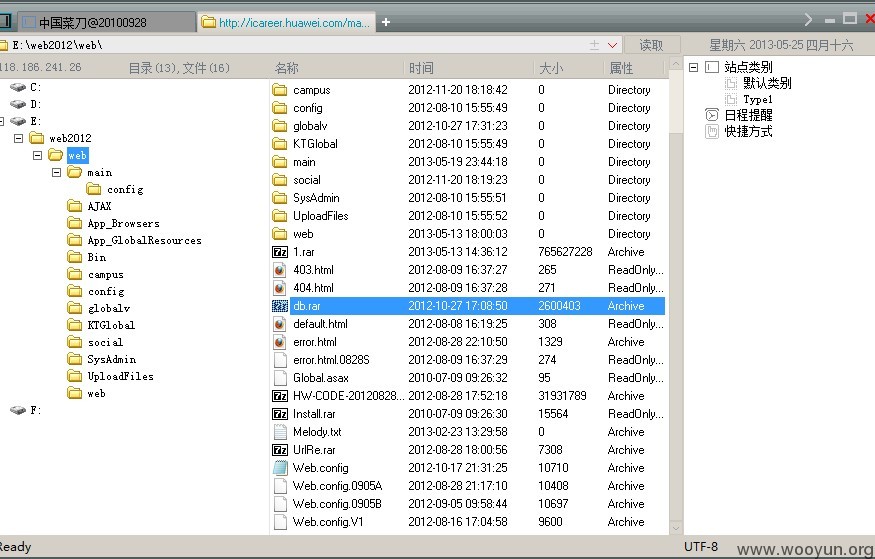 中国菜刀@20100928 http://icareer.huawei.com/ma... +
E:\web2012\web\ 读取 星期六 2013-05-25 四月十六
118.186.241.26 目录(13),文件(16) 名称 时间 大小 属性
C:
D:
E:
web2012
web
main
config
AJAX
App_Browsers
App_GlobalResources
Bin
campus
config
globalv
KTGlobal
social
SysAdmin
UploadFiles
web
F:
campus 2012-11-20 18:18:42 0 Directory
config 2012-08-10 15:55:49 0 Directory
globalv 2012-10-27 17:31:23 0 Directory
KTGlobal 2012-08-10 15:55:49 0 Directory
main 2013-05-19 23:44:18 0 Directory
social 2012-11-20 18:19:23 0 Directory
SysAdmin 2012-08-10 15:55:51 0 Directory
UploadFiles 2012-08-10 15:55:52 0 Directory
web 2013-05-13 18:00:03 0 Directory
1.rar 2013-05-13 14:36:12 765627228 Archive
403.html 2012-08-09 16:37:27 265 ReadOnly...
404.html 2012-08-09 16:37:28 271 ReadOnly...
db.rar 2012-10-27 17:08:50 2600403 Archive
default.html 2012-08-08 16:19:25 308 ReadOnly...
error.html 2012-08-28 22:10:50 1329 Archive
error.html.0828S 2012-08-09 16:37:29 274 ReadOnly...
Global.asax 2010-07-09 09:26:32 95 ReadOnly...
HW-CODE-20120828... 2012-08-28 17:52:18 31931789 Archive
Install.rar 2010-07-09 09:26:30 15564 ReadOnly...
Melody.txt 2013-02-23 13:29:58 0 Archive
UrlRe.rar 2012-08-28 18:00:56 7308 Archive
Web.config 2012-10-17 21:31:25 10710 Archive
Web.config.0905A 2012-08-28 21:17:10 10408 Archive
Web.config.0905B 2012-09-05 09:58:44 10697 Archive
Web.config.V1 2012-08-16 17:04:58 9600 Archive
站点类别
默认类别
Type1
日程提醒
快捷方式
Ready UTF-8
www.wooyun.org